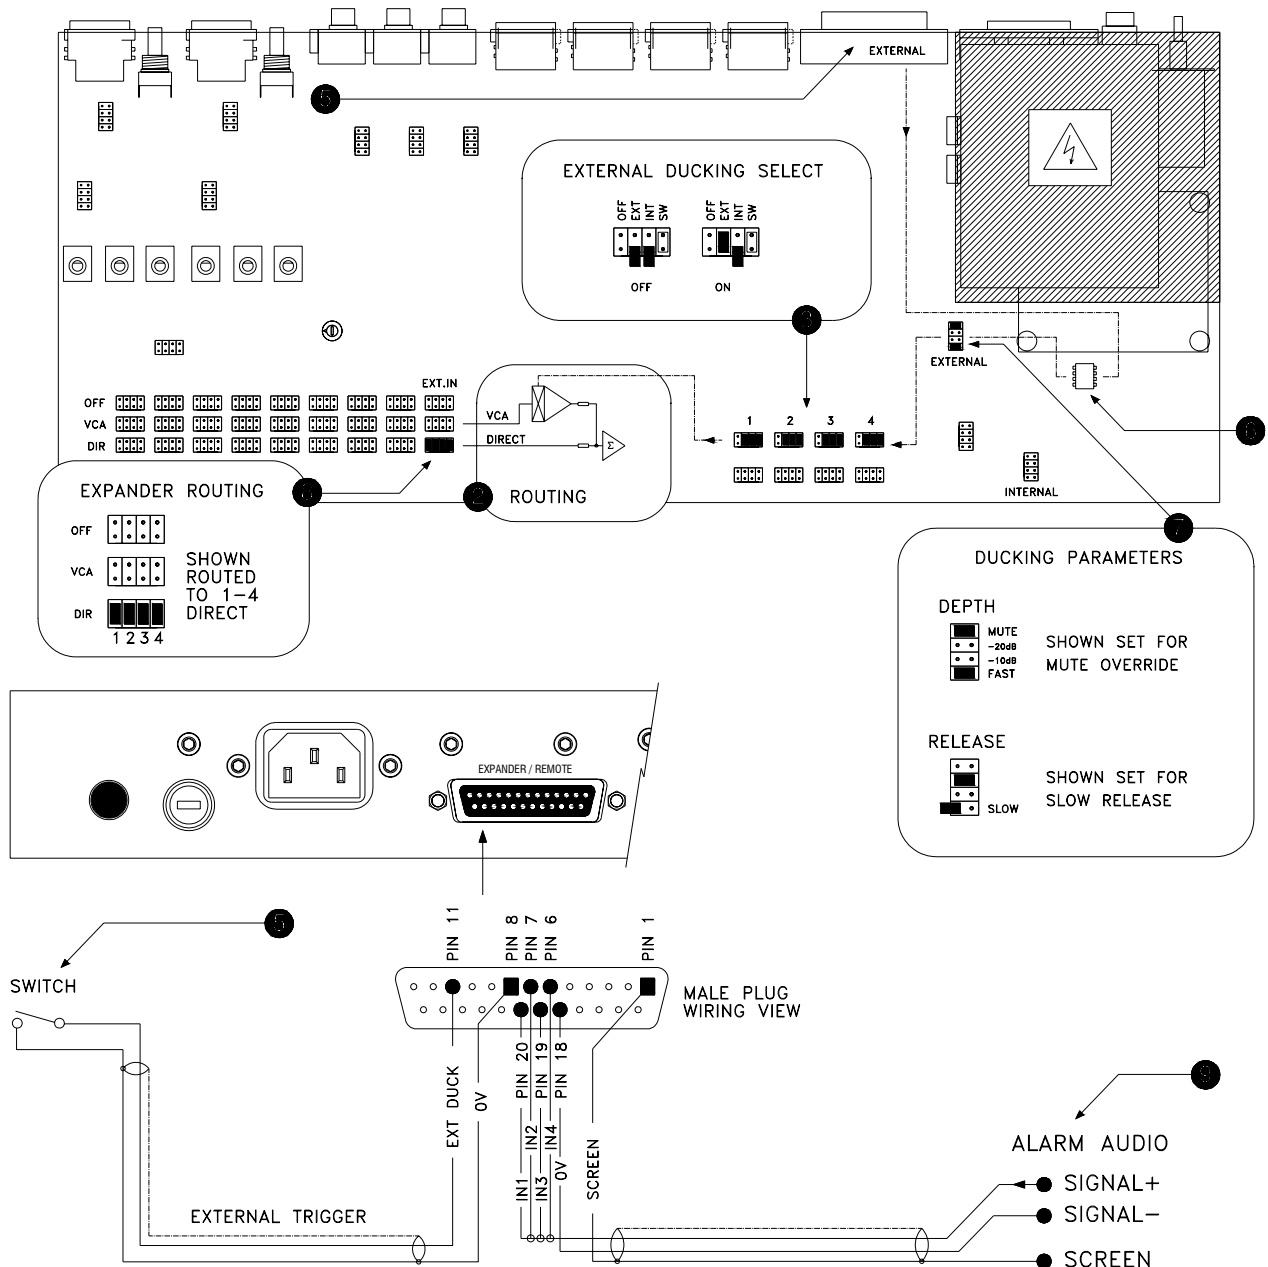 EXTERNAL
5
EXTERNAL DUCKING SELECT
OFF EXT INT SW
OFF EXT INT SW
OFF
ON
EXTERNAL
EXT.IN
OFF
VCA
DIR
VCA
DIRECT
Σ
1 2 3 4
2 ROUTING
INTERNAL
EXPANDER ROUTING
OFF
VCA
DIR
1 2 3 4
SHOWN
ROUTED
TO 1-4
DIRECT
7
DUCKING PARAMETERS
DEPTH
MUTE
-20dB
-10dB
FAST
SHOWN SET FOR
MUTE OVERRIDE
RELEASE
SLOW
SHOWN SET FOR
SLOW RELEASE
EXPANDER / REMOTE
5
SWITCH
PIN 11
PIN 8
PIN 7
PIN 6
PIN 1
MALE PLUG
WIRING VIEW
PIN 20
PIN 19
PIN 18
EXT DUCK
0V
IN1
IN2
IN3
IN4
0V
SCREEN
EXTERNAL TRIGGER
9
ALARM AUDIO
SIGNAL+
SIGNAL-
SCREEN